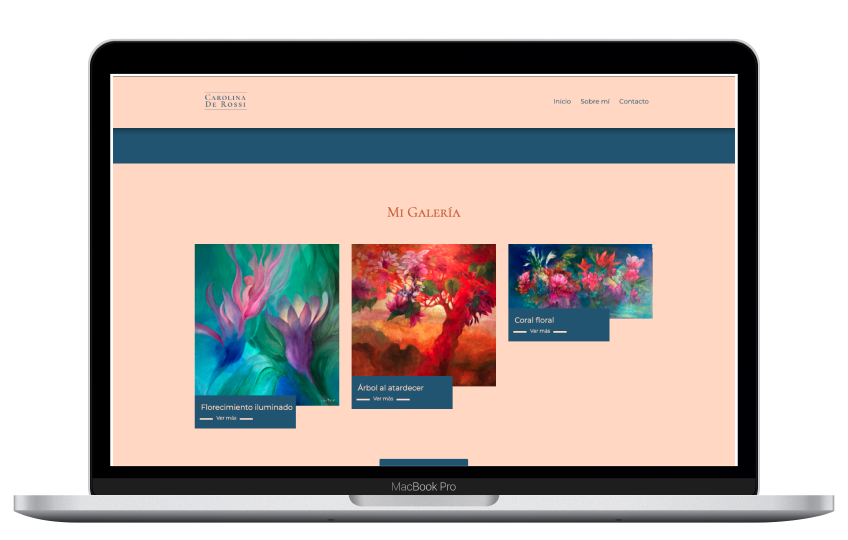 Carolina
De Rossi
Inicio Sobre mí Contacto
Mi Galería
Florecimiento iluminado
Ver más
Árbol al atardecer
Ver más
Coral floral
Ver más
MacBook Pro